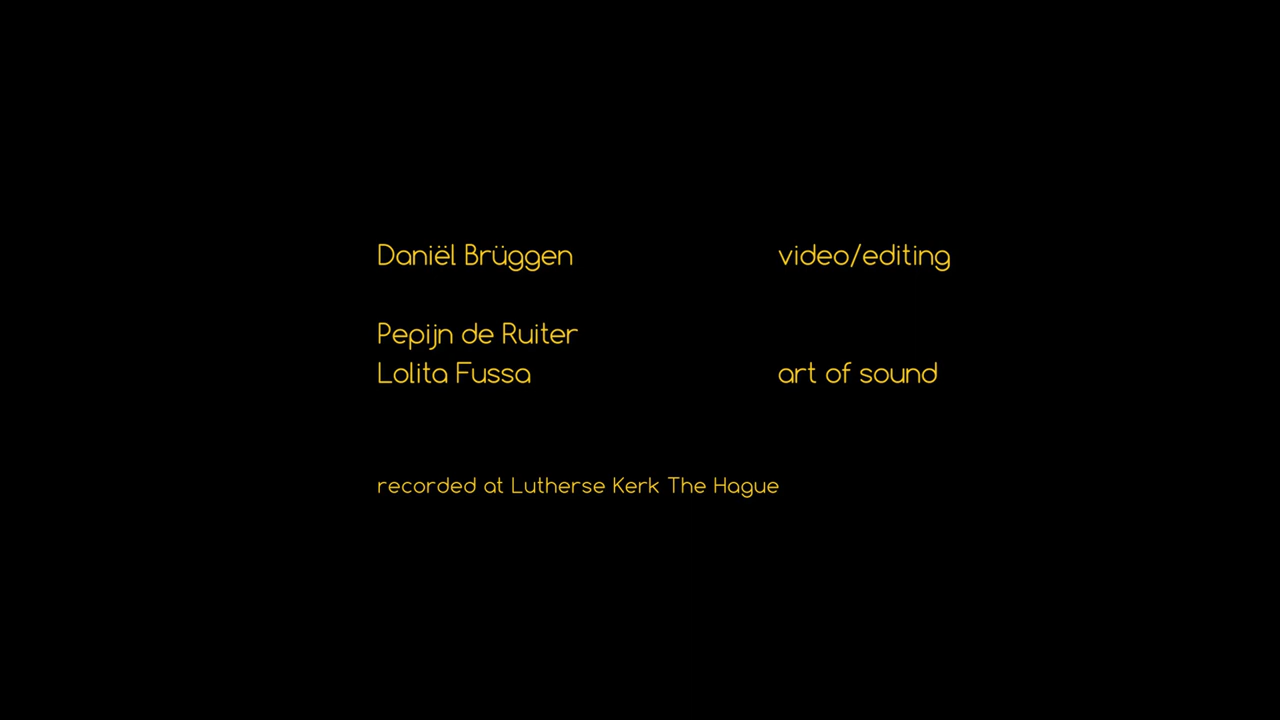 Daniël Brüggen video/editing
Pepijn de Ruiter
Lolita Fussa art of sound
recorded at Lutherse Kerk The Hague